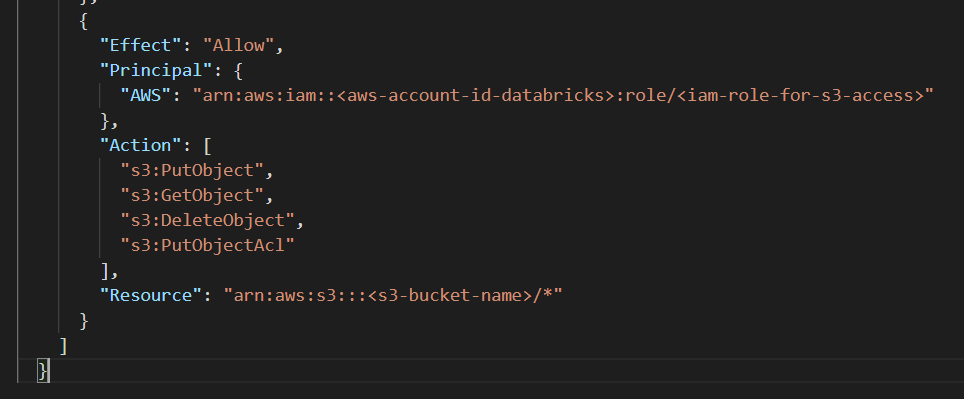 },
{
"Effect": "Allow",
"Principal": {
"AWS": "arn:aws:iam::<aws-account-id-databricks>:role/<iam-role-for-s3-access>"
},
"Action": [
"s3:PutObject",
"s3:GetObject",
"s3:DeleteObject",
"s3:PutObjectAcl"
],
"Resource": "arn:aws:s3:::<s3-bucket-name>/*"
}
]
}